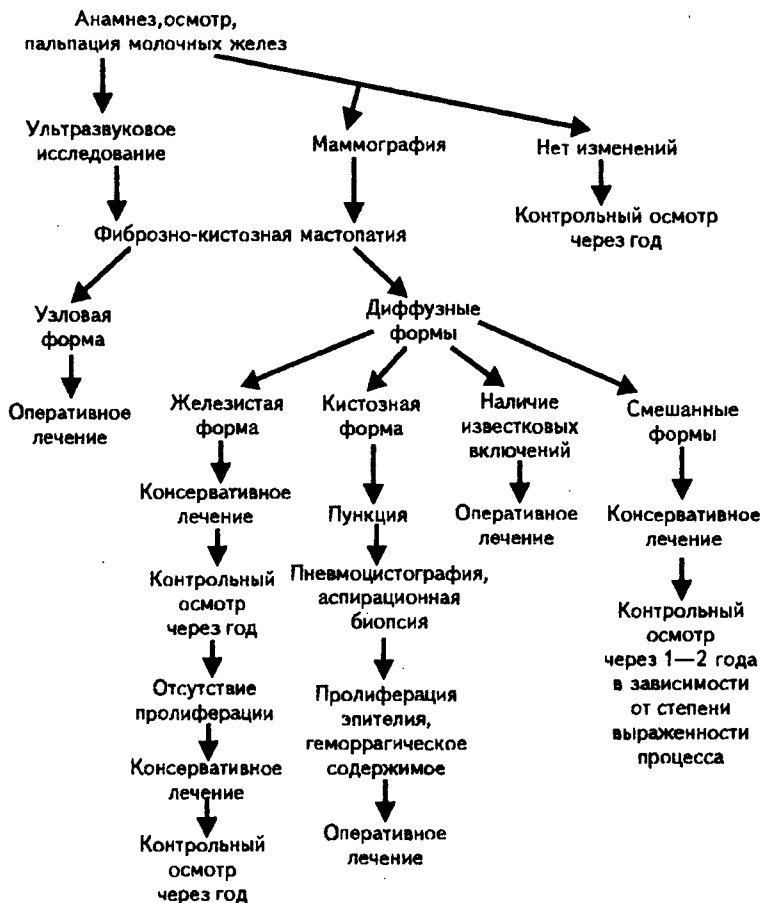 Анамнез,осмотр,
пальпация молочных желез
Ультразвуковое
исследование
Маммография
Нет изменений
Контрольный осмотр
через год
Фиброзно-кистозная мастопатия
Узловая
форма
Оперативное
лечение
Диффузные
формы
Железистая
форма
Консервативное
лечение
Контрольный
осмотр
через год
Отсутствие
пролиферации
Консервативное
лечение
Контрольный
осмотр
через год
Кистозная
форма
Пункция
Пневмоцистография,
аспирационная
биопсия
Пролиферация
эпителия,
геморрагическое
содержимое
Оперативное
лечение
Наличие
известковых
включений
Оперативное
лечение
Смешанные
формы
Консервативное
лечение
Контрольный
осмотр
через 1—2 года
в зависимости
от степени
выраженности
процесса